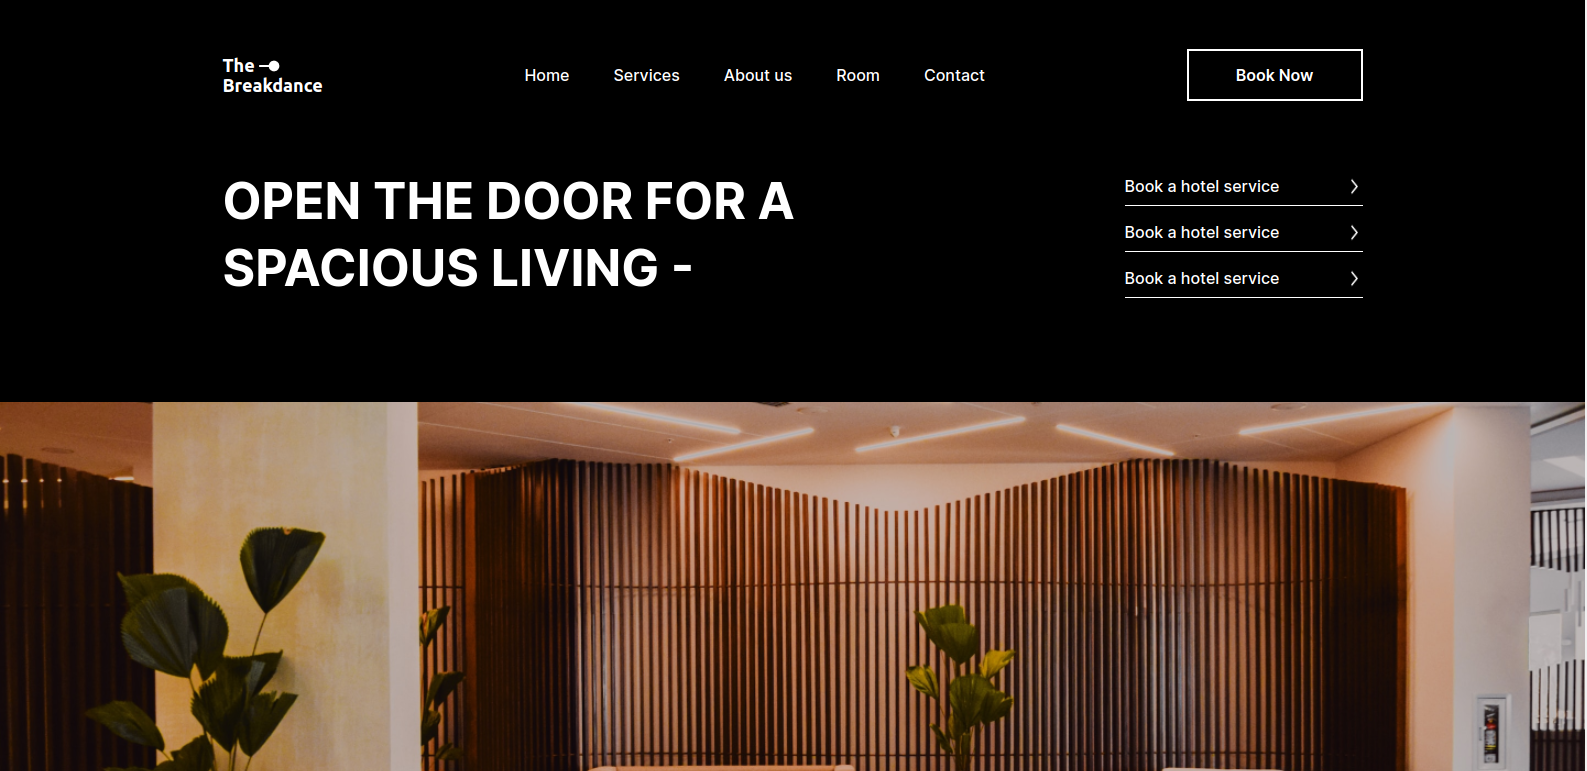 The
Breakdance
Home
Services
About us
Room
Contact
Book Now
OPEN THE DOOR FOR A
SPACIOUS LIVING -
Book a hotel service
Book a hotel service
Book a hotel service